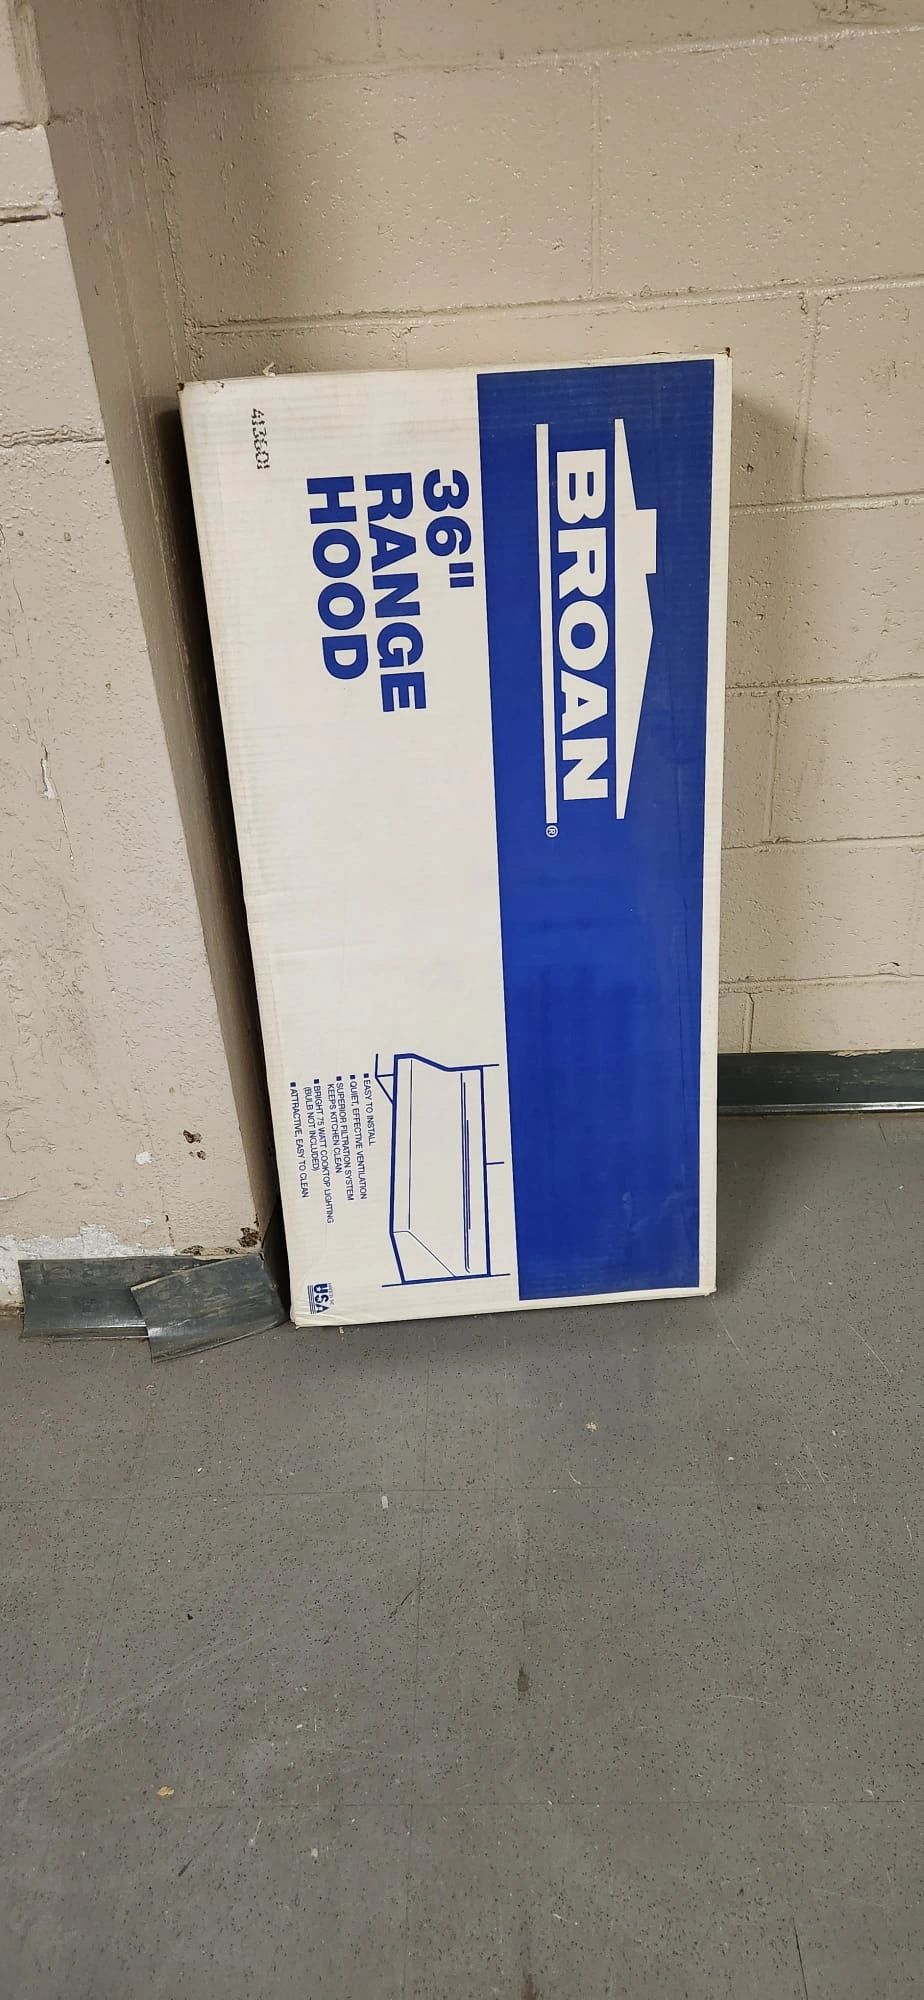 BROAN®
36"
RANGE
HOOD
413601
■ EASY TO INSTALL
■ QUIET, EFFECTIVE VENTILATION
■ SUPERIOR FILTRATION SYSTEM
KEEPS KITCHEN CLEAN
■ BRIGHT 75 WATT COOKTOP LIGHTING
(BULB NOT INCLUDED)
■ ATTRACTIVE, EASY TO CLEAN
USA